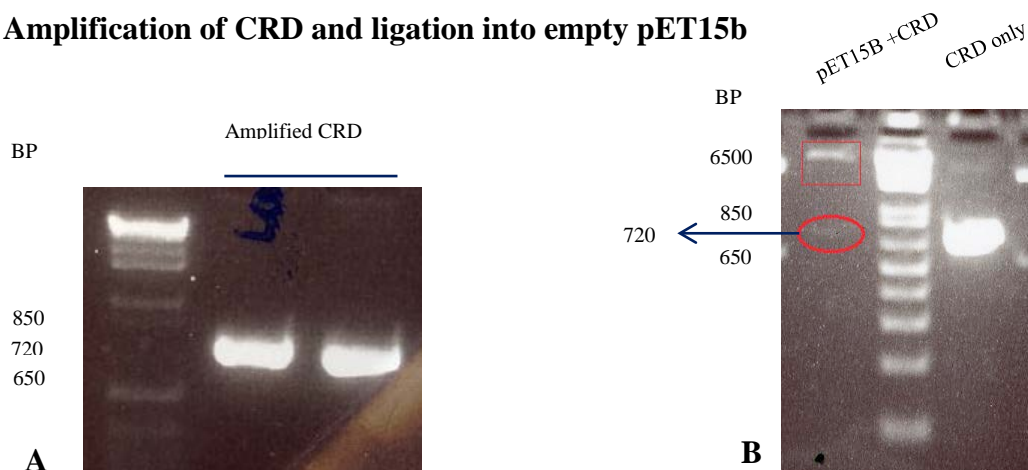 Amplification of CRD and ligation into empty pET15b
pET15B +CRD
CRD only
BP
Amplified CRD
BP
6500
850
720
650
850
720
650
A
B